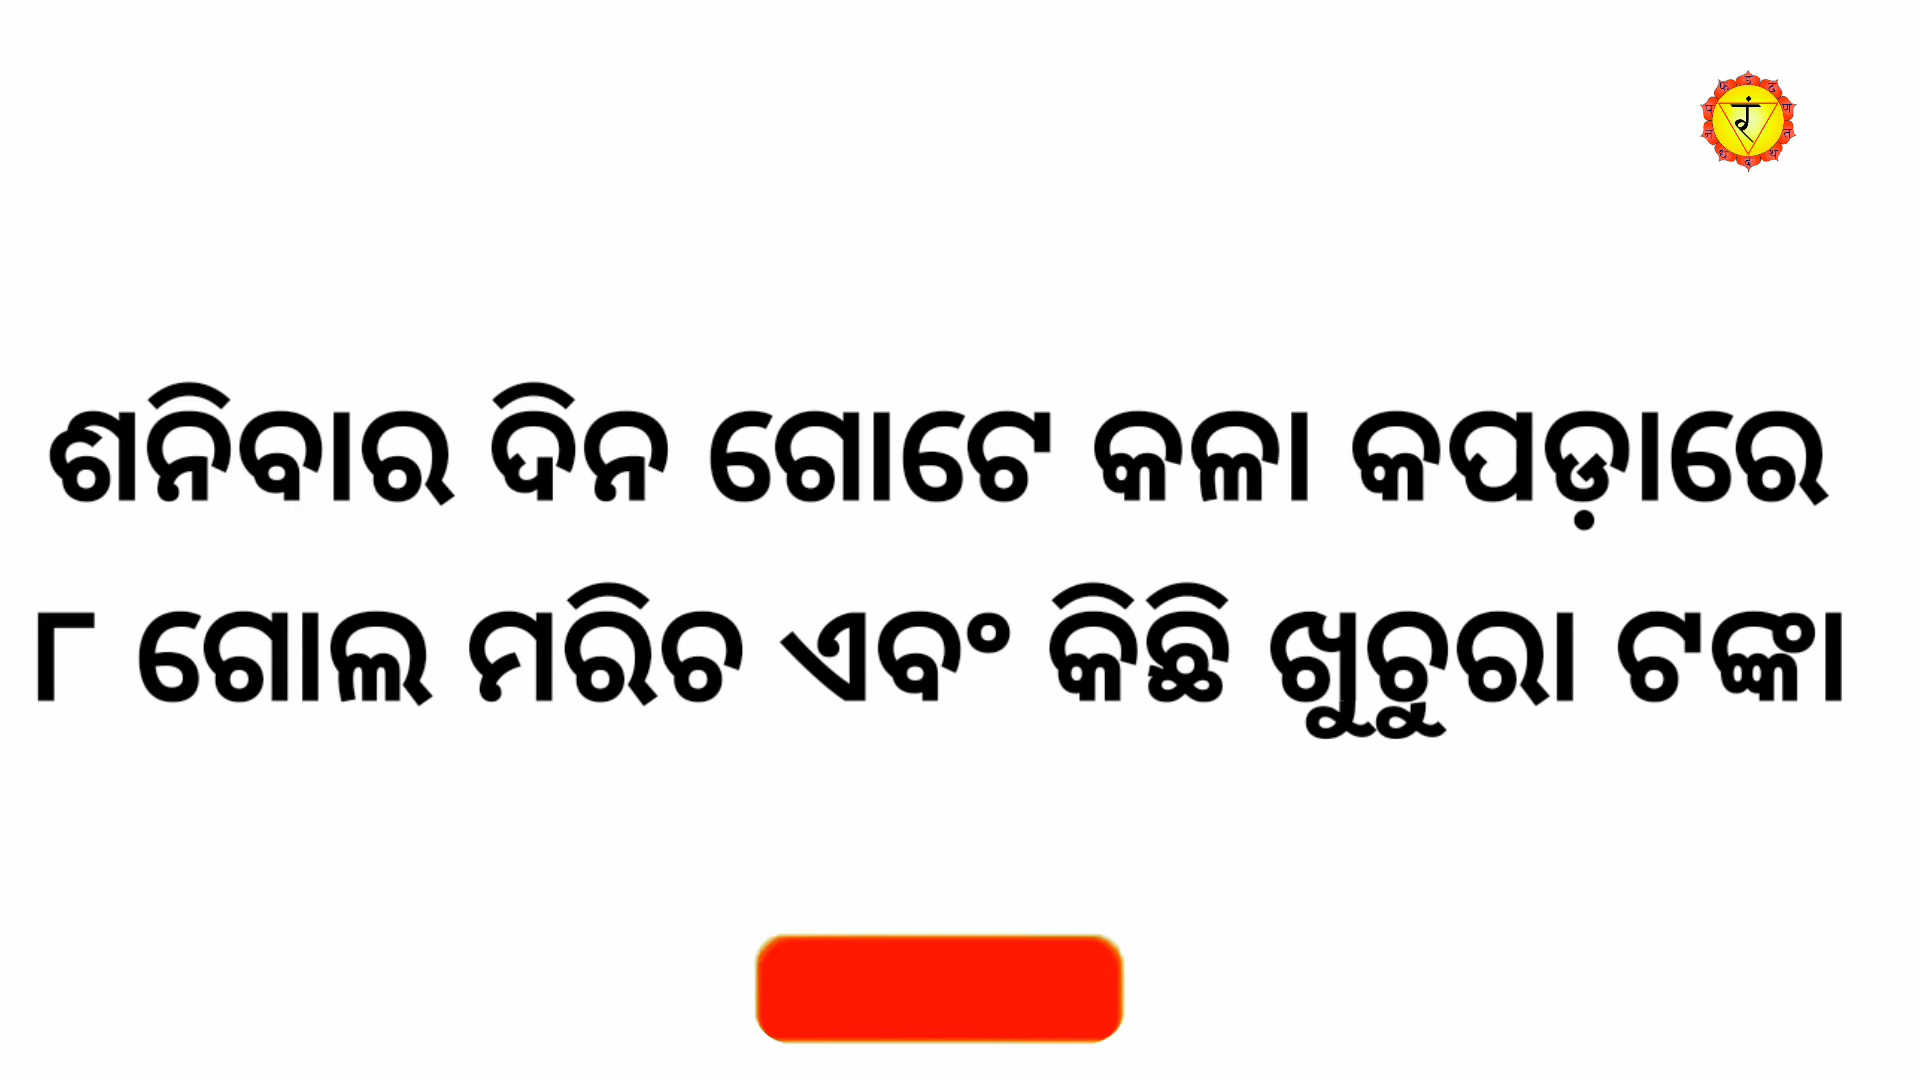 ଶନିବାର ଦିନ ଗୋଟେ କଳା କପଡ଼ାରେ
୮ ଗୋଲ ମରିଚ ଏବଂ କିଛି ଖୁଚୁରା ଟଙ୍କା